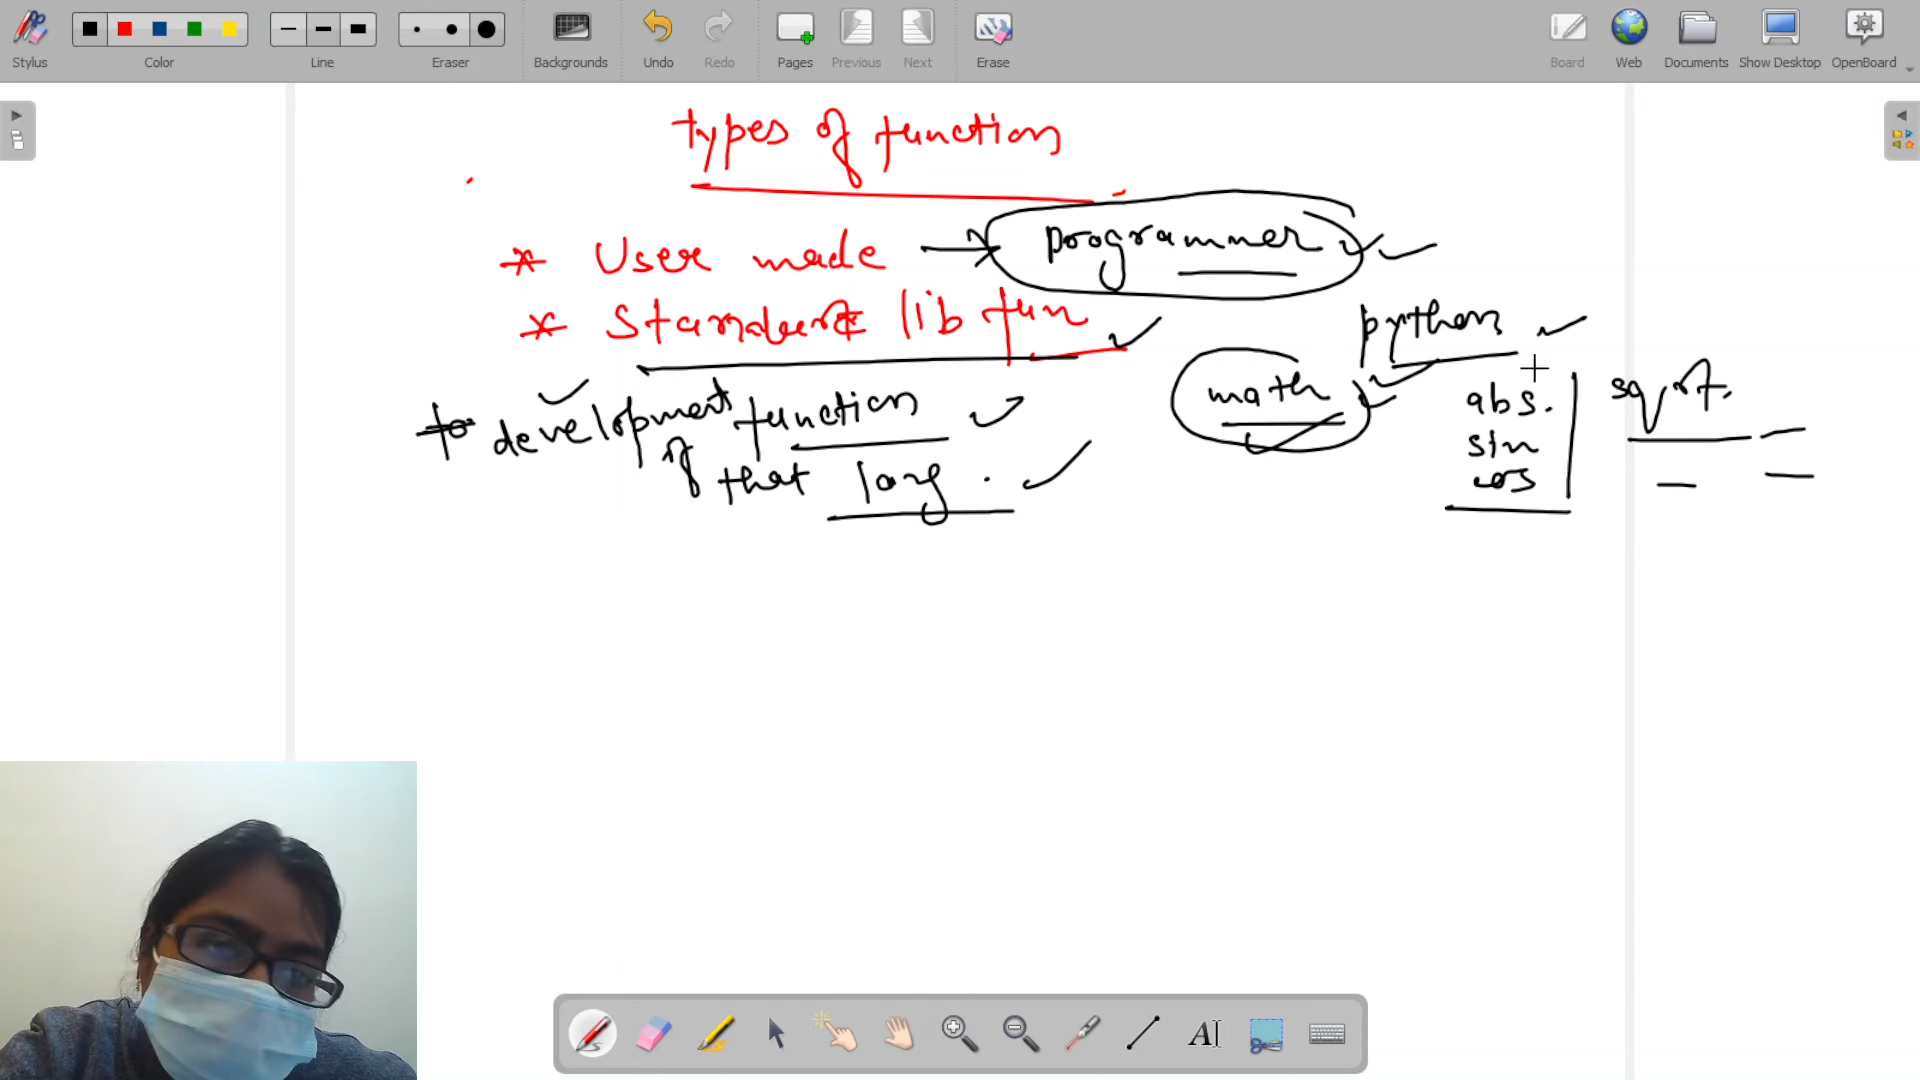 Stylus
Color
Line
Eraser
Backgrounds
Undo
Redo
Pages
Previous
Next
Erase
Board
Web
Documents
Show Desktop
OpenBoard
types of function
* User made → programmer
* lib fun
python
development function
of that lang.
math
abs.
sin
cos
sqrt.
AI